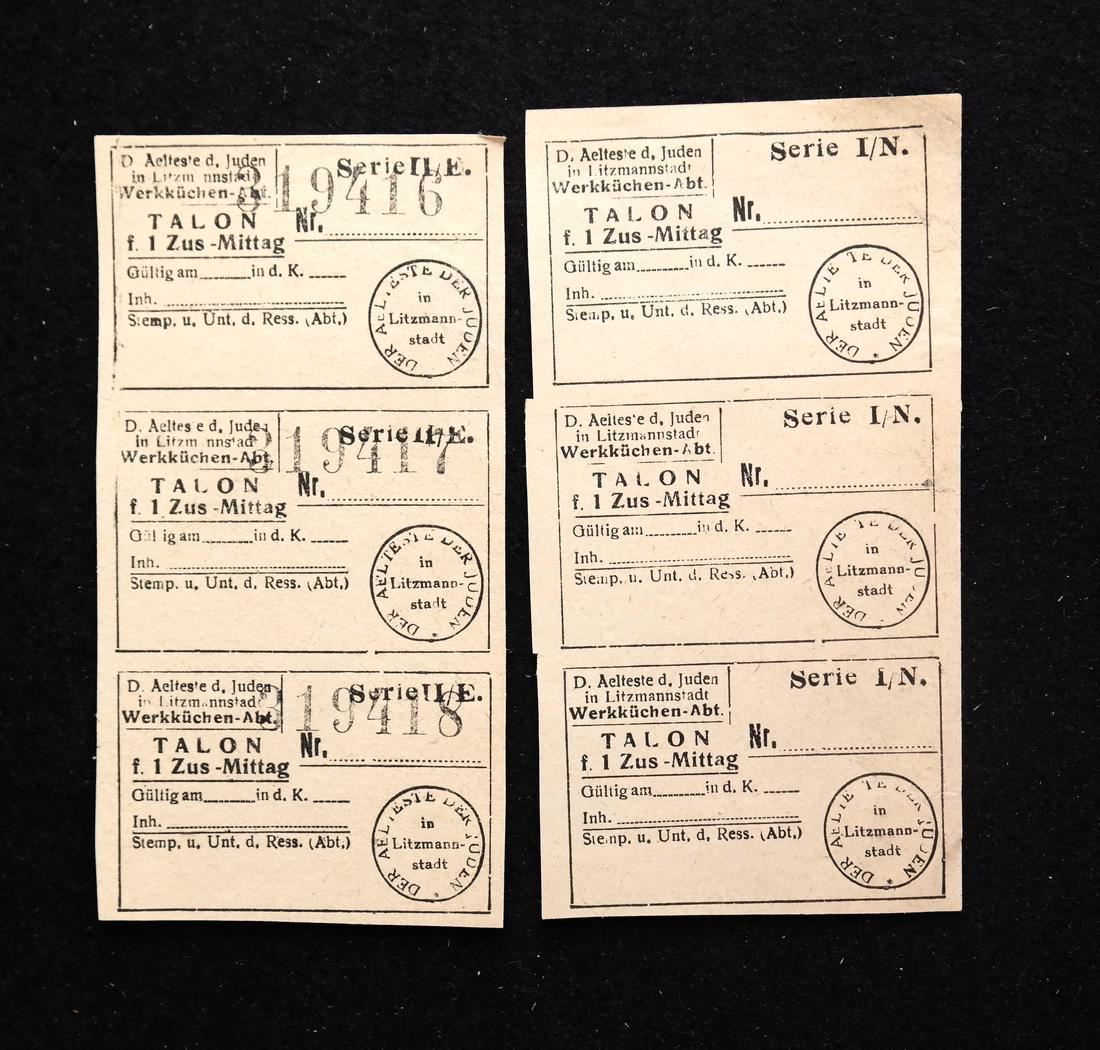 D. Aelteste d. Juden
in Litzmannstadt
Werkküchen-Abt.
Serie II/E.
319416
TALON
Nr.
f. 1 Zus-Mittag
Gültig am in d. K.
Inh.
Stemp. u. Unt. d. Ress. (Abt.)
DER AELTESTE DER JUDEN *
in
Litzmann-
stadt
D. Aelteste d. Juden
in Litzmannstadt
Werkküchen-Abt.
Serie II/E.
319417
TALON
Nr.
f. 1 Zus-Mittag
Gültig am in d. K.
Inh.
Stemp. u. Unt. d. Ress. (Abt.)
DER AELTESTE DER JUDEN *
in
Litzmann-
stadt
D. Aelteste d. Juden
in Litzmannstadt
Werkküchen-Abt.
Serie II/E.
319418
TALON
Nr.
f. 1 Zus-Mittag
Gültig am in d. K.
Inh.
Stemp. u. Unt. d. Ress. (Abt.)
DER AELTESTE DER JUDEN *
in
Litzmann-
stadt
D. Aelteste d. Juden
in Litzmannstadt
Werkküchen-Abt.
Serie I/N.
TALON
Nr.
f. 1 Zus-Mittag
Gültig am in d. K.
Inh.
Stemp. u. Unt. d. Ress. (Abt.)
DER AELTESTE DER JUDEN *
in
Litzmann-
stadt
D. Aelteste d. Juden
in Litzmannstadt
Werkküchen-Abt.
Serie I/N.
TALON
Nr.
f. 1 Zus-Mittag
Gültig am in d. K.
Inh.
Stemp. u. Unt. d. Ress. (Abt.)
DER AELTESTE DER JUDEN *
in
Litzmann-
stadt
D. Aelteste d. Juden
in Litzmannstadt
Werkküchen-Abt.
Serie I/N.
TALON
Nr.
f. 1 Zus-Mittag
Gültig am in d. K.
Inh.
Stemp. u. Unt. d. Ress. (Abt.)
DER AELTESTE DER JUDEN *
in
Litzmann-
stadt